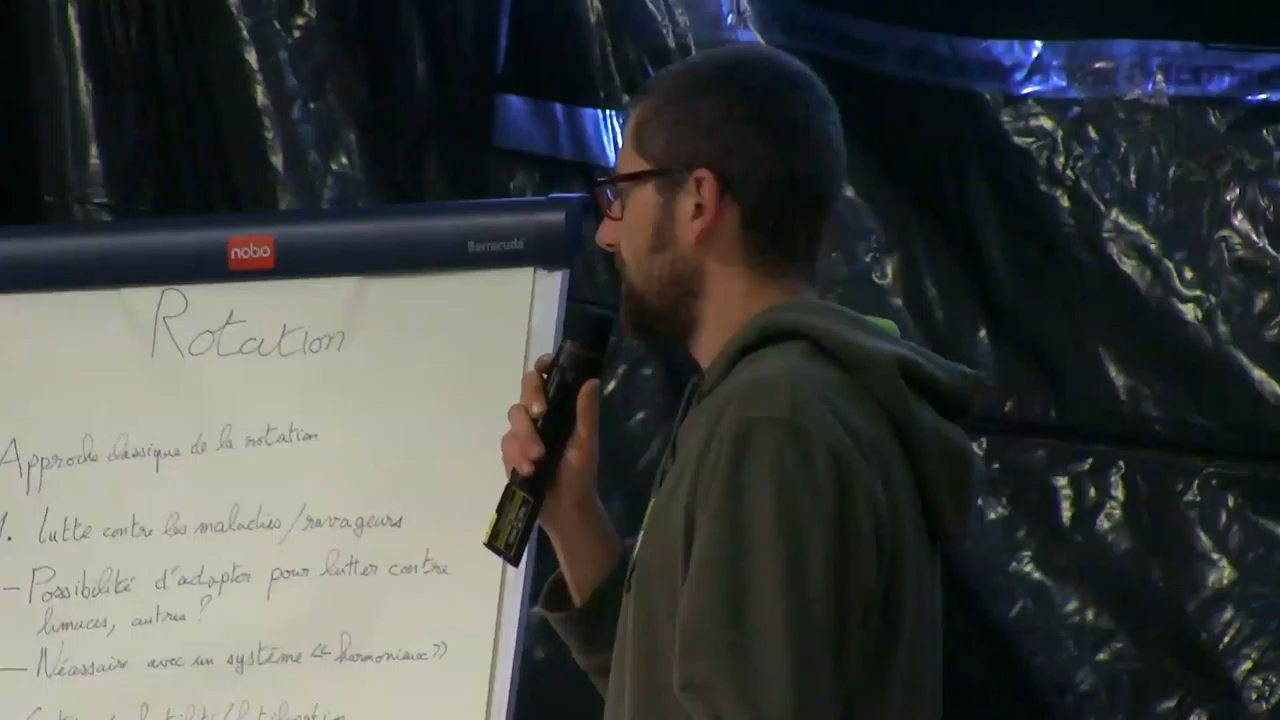 nobo
Barracuda
Rotation
Approche classique de la rotation
1. Lutte contre les maladies/ravageurs
- Possibilité d'adapter pour lutter contre
limaces, autres ?
- Néassaire avec un système « harmonieux »